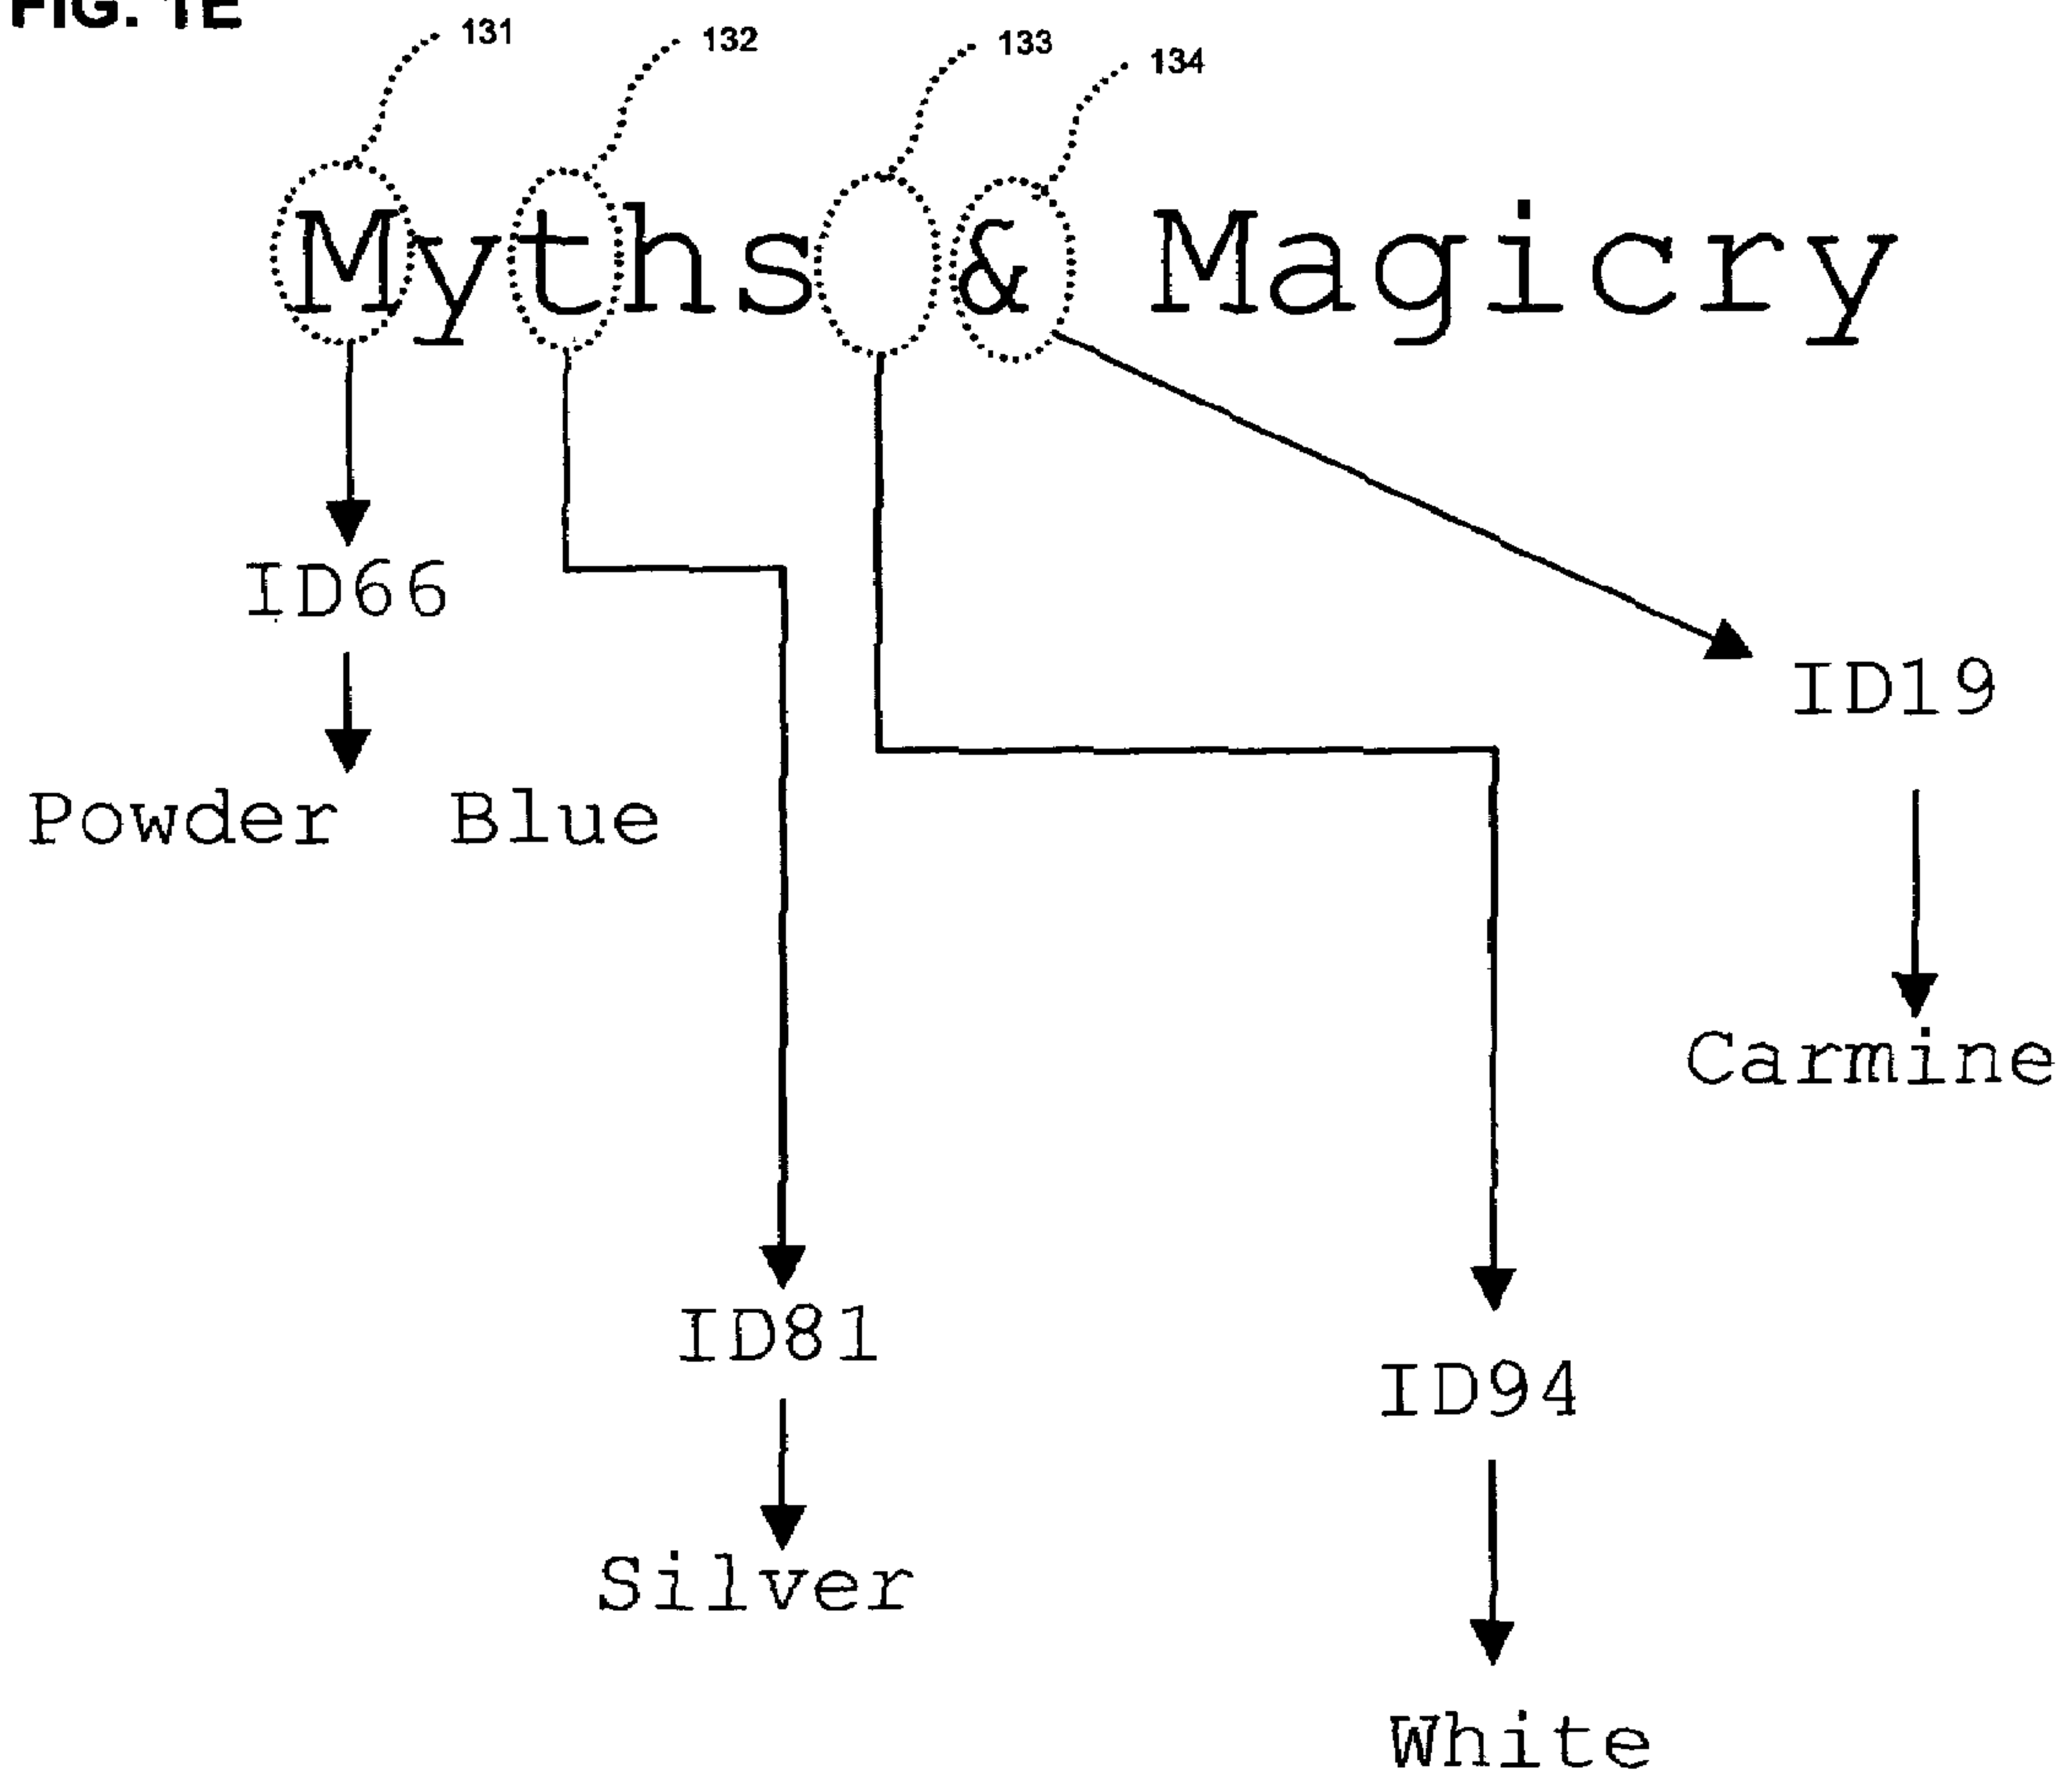 FIG. 1E
131 132 133 134
Myths & Magicry
ID66
ID19
Powder Blue
Carmine
ID81
ID94
Silver
White